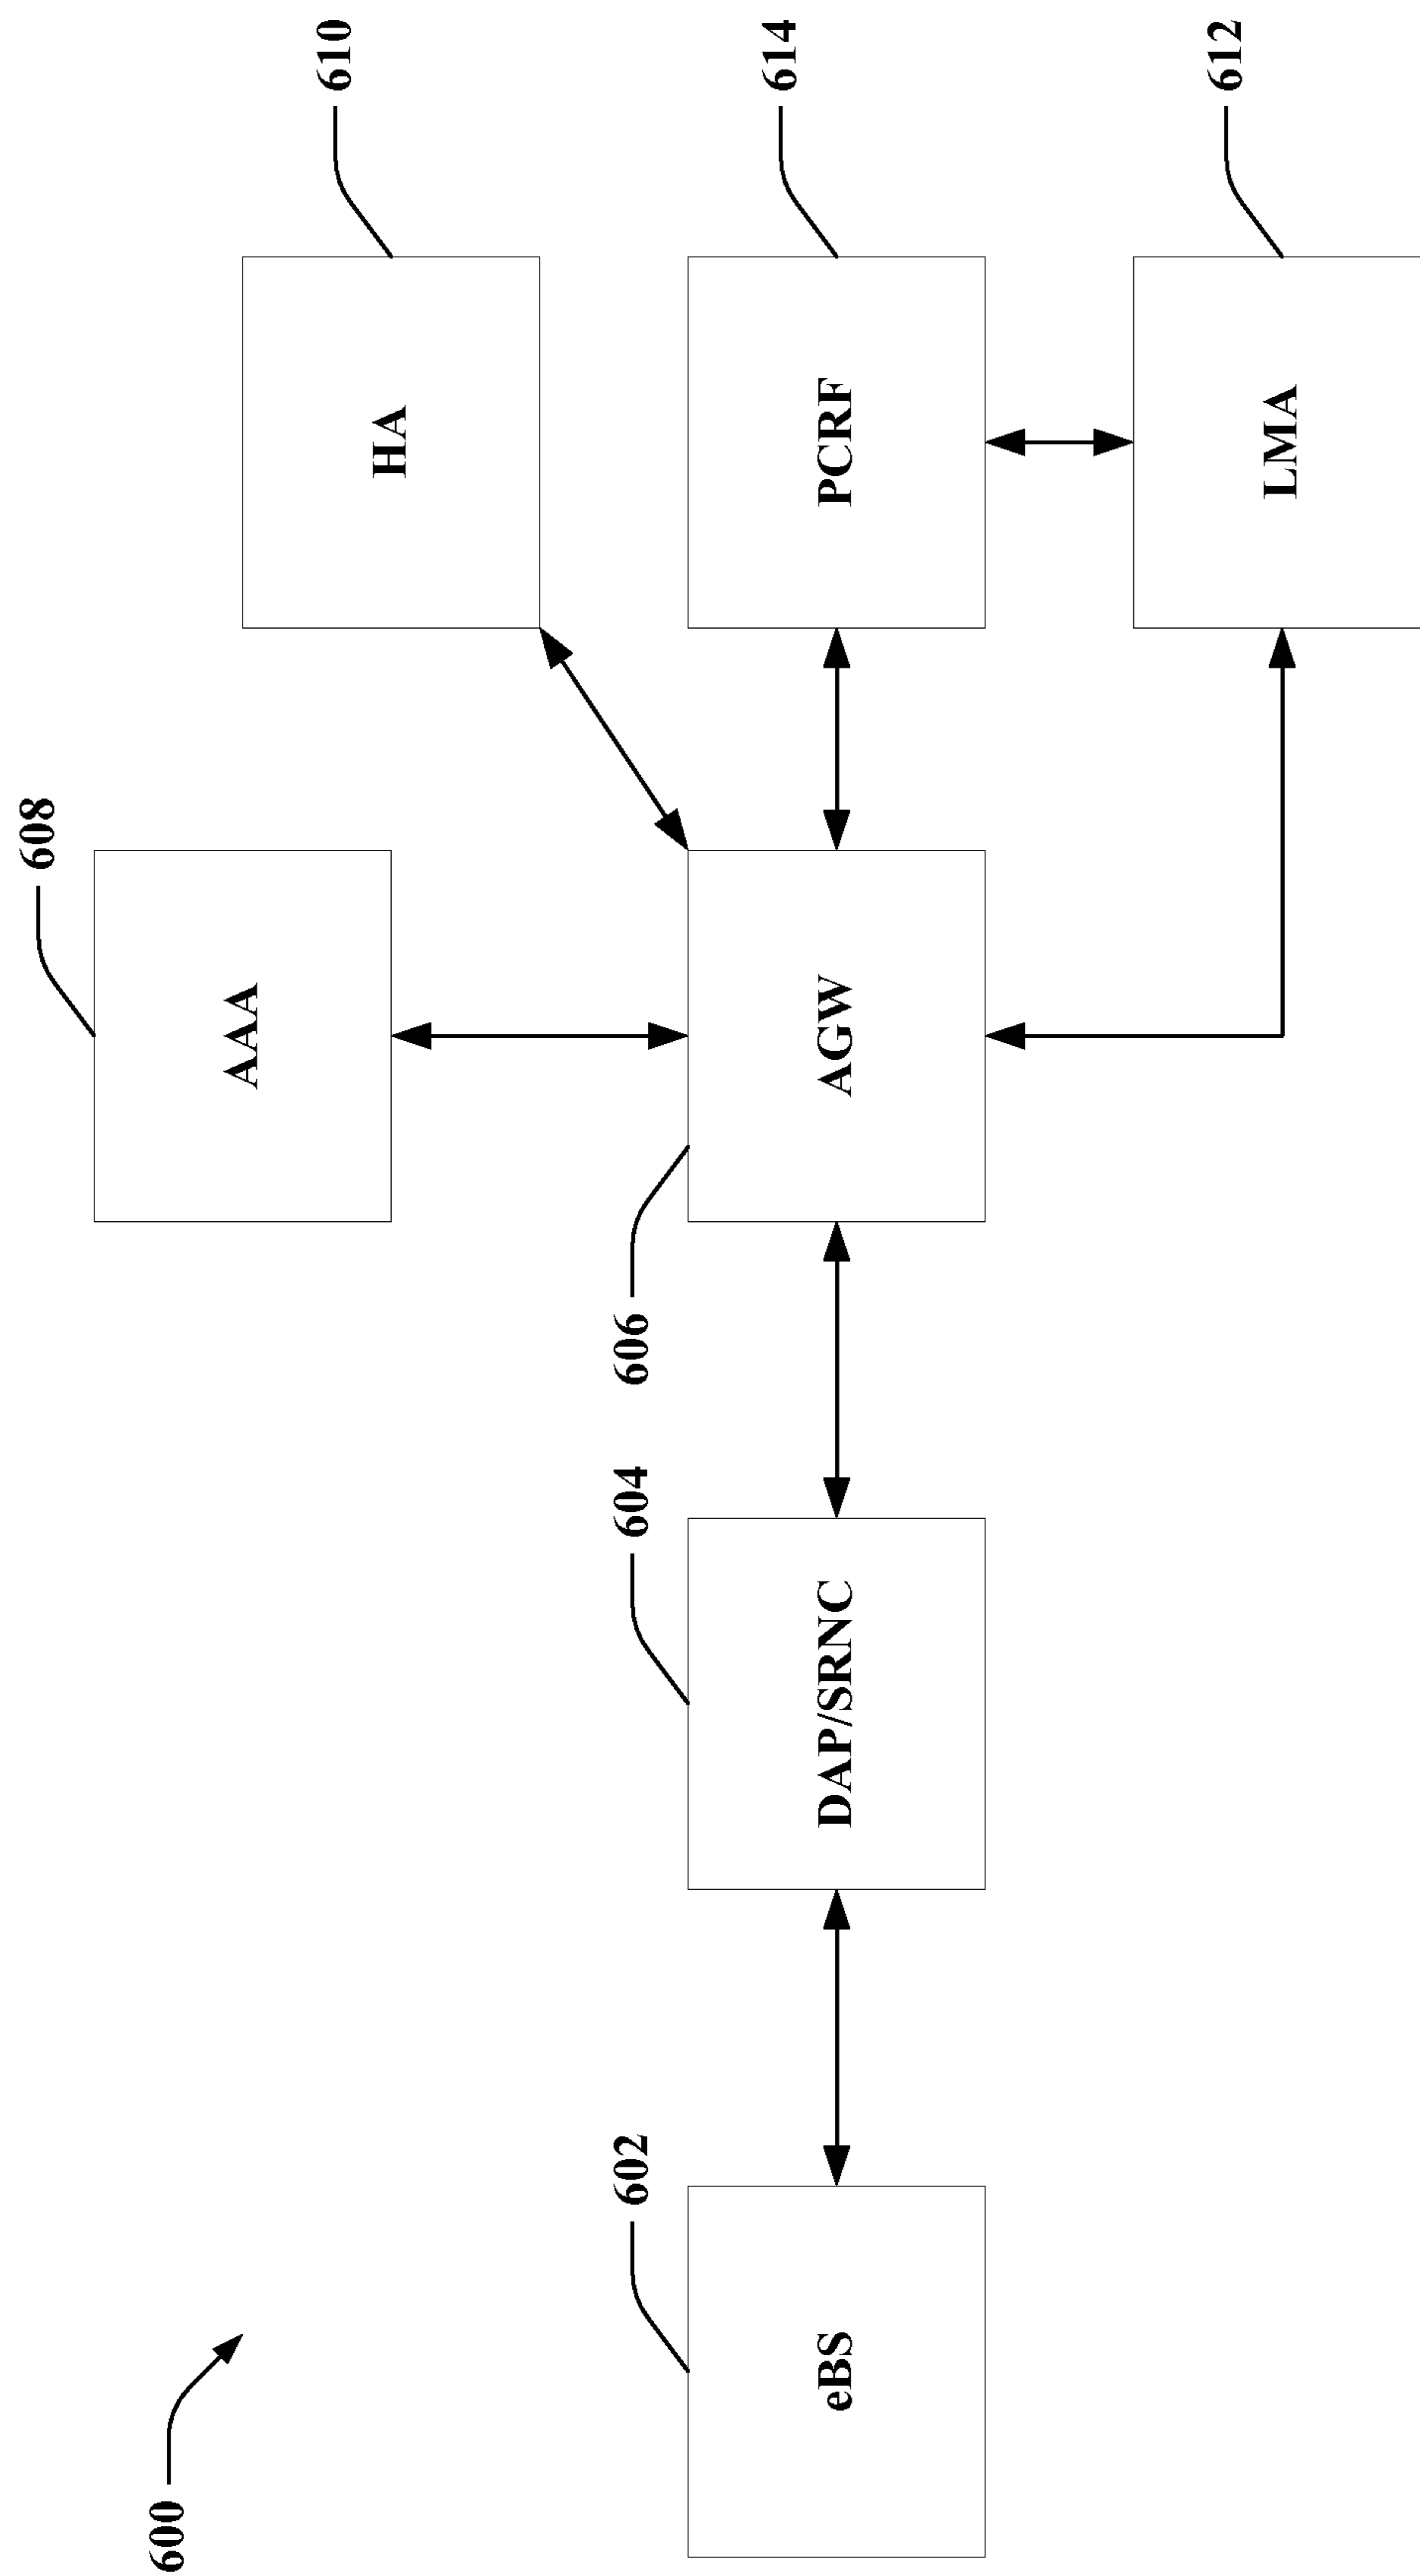 600
608
AAA
610
HA
602
eBS
604
DAP/SRNC
606
AGW
614
PCRF
612
LMA